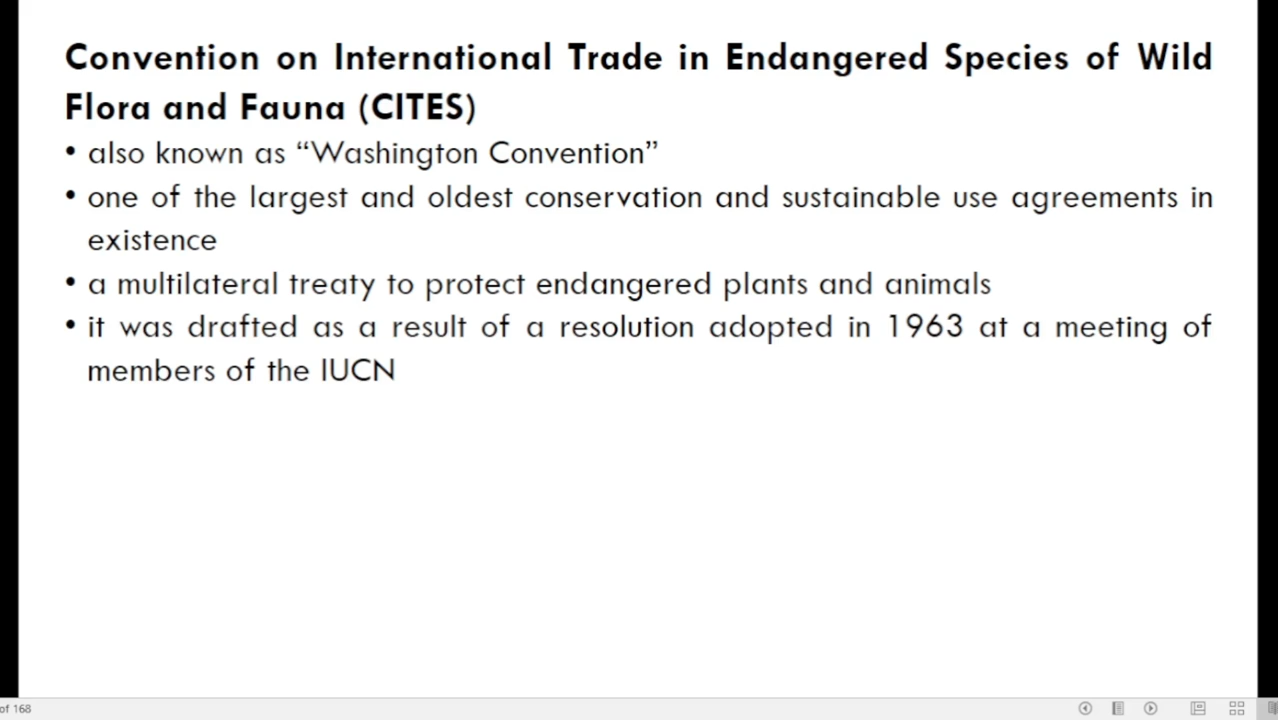 Convention on International Trade in Endangered Species of Wild
Flora and Fauna (CITES)
• also known as “Washington Convention”
• one of the largest and oldest conservation and sustainable use agreements in
existence
• a multilateral treaty to protect endangered plants and animals
• it was drafted as a result of a resolution adopted in 1963 at a meeting of
members of the IUCN
of 168